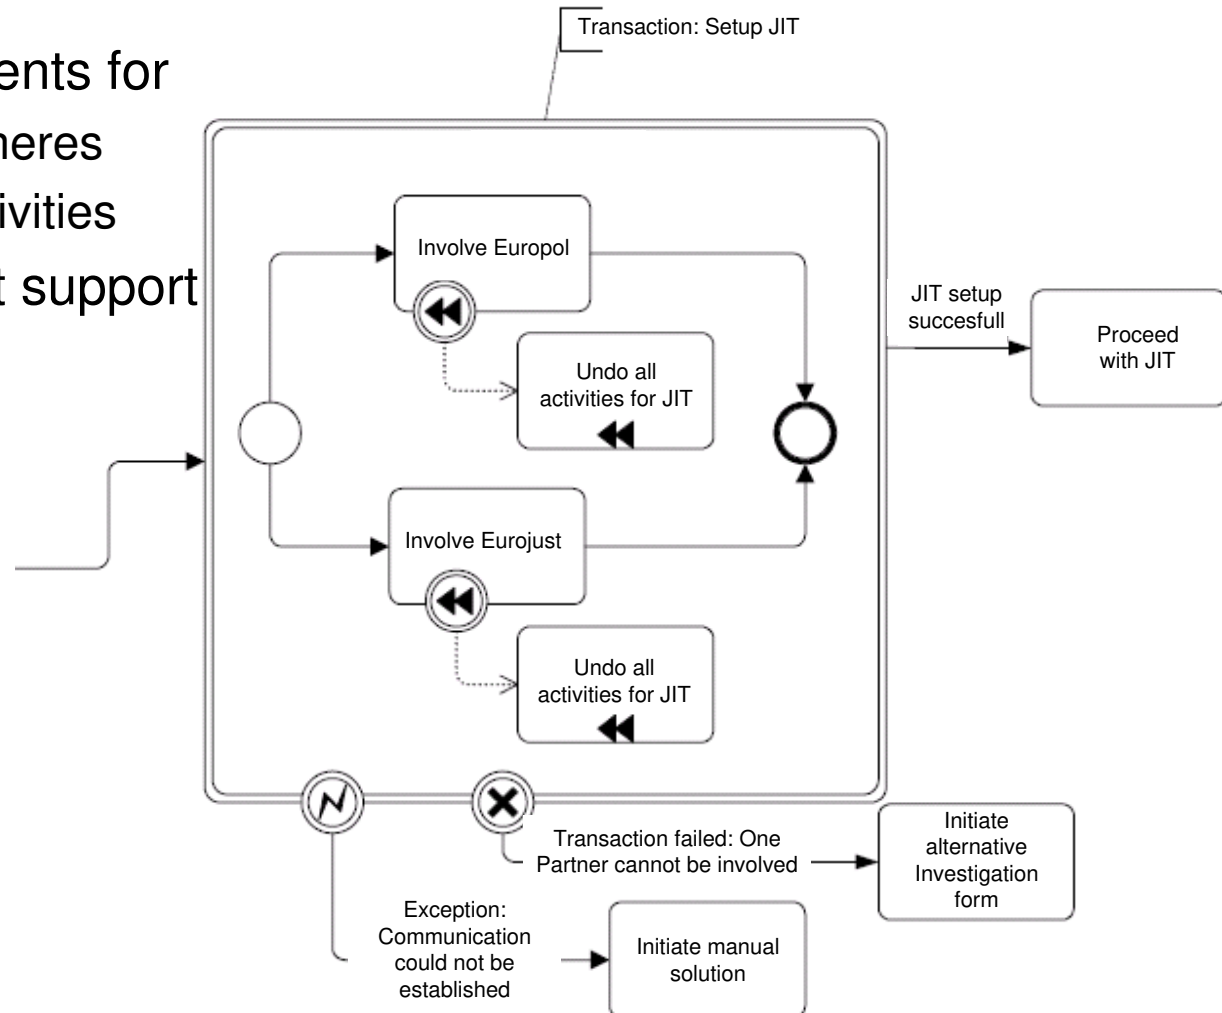 Transaction: Setup JIT
ents for
heres
ivities
t support
Involve Europol
Undo all
activities for JIT
JIT setup
succesfull
Proceed
with JIT
Involve Eurojust
Undo all
activities for JIT
Transaction failed: One
Partner cannot be involved
Initiate
alternative
Investigation
form
Exception:
Communication
could not be
established
Initiate manual
solution